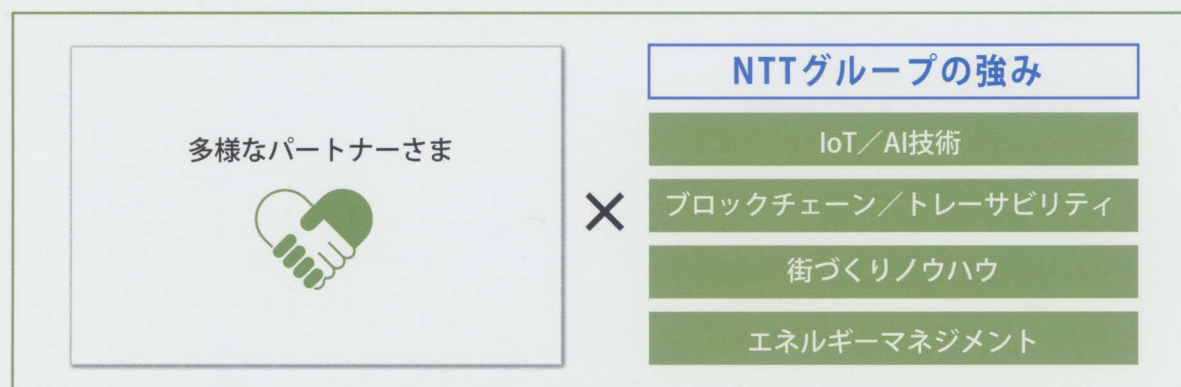 多様なパートナーさま
×
NTTグループの強み
IoT／AI技術
ブロックチェーン／トレーサビリティ
街づくりノウハウ
エネルギーマネジメント